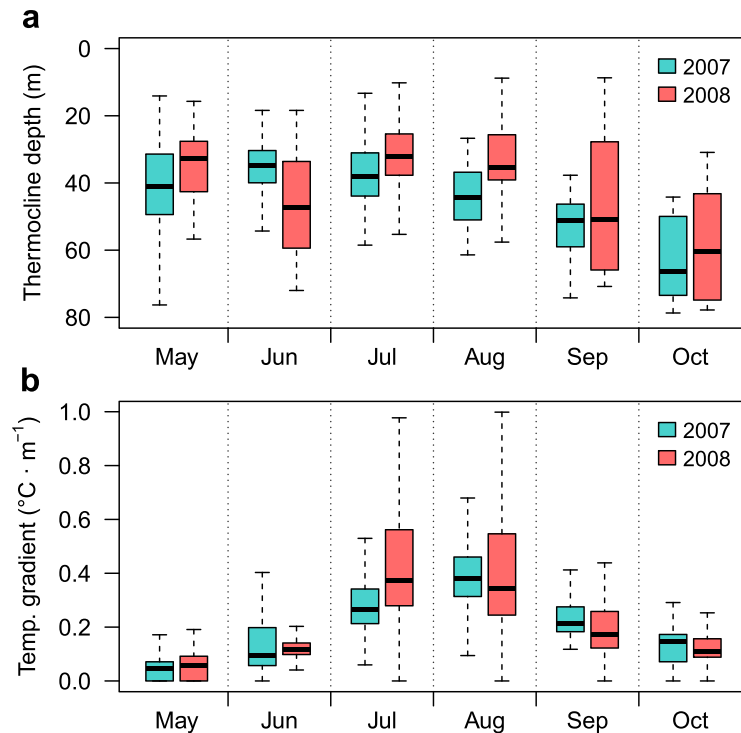 a
Thermocline depth (m)
0
20
40
60
80
2007
2008
May Jun Jul Aug Sep Oct
b
Temp. gradient (°C · m⁻¹)
1.0
0.8
0.6
0.4
0.2
0.0
2007
2008
May Jun Jul Aug Sep Oct